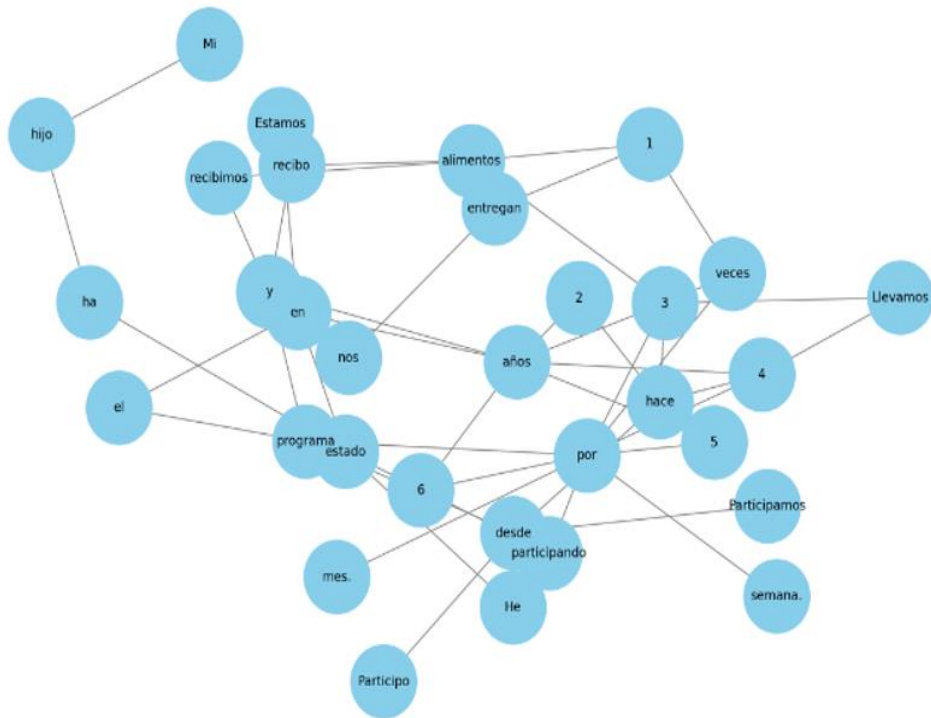 Mi
Estamos
hijo
1
alimentos
recibo
recibimos
entregan
veces
y
2
3
Llevamos
ha
en
nos
años
4
hace
el
5
programa
estado
por
6
Participamos
desde
participando
mes.
semana.
He
Participo